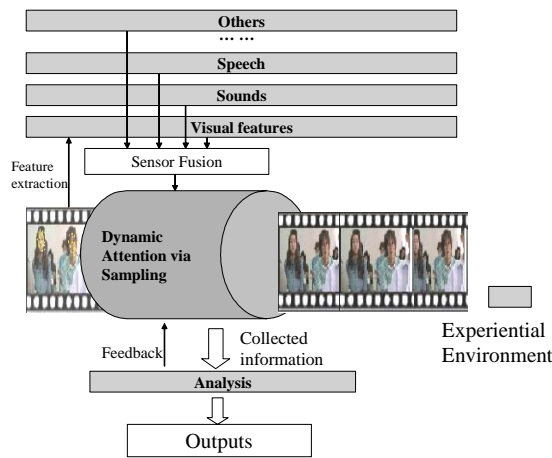 Others
... ...
Speech
Sounds
Visual features
Sensor Fusion
Feature
extraction
Dynamic
Attention via
Sampling
Experiential
Environment
Feedback
Collected
information
Analysis
Outputs